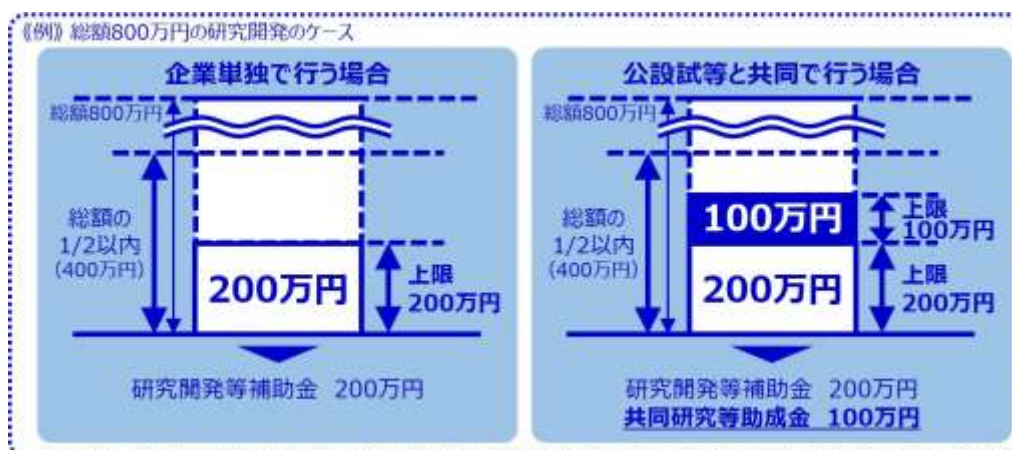 《例》 総額800万円の研究開発のケース
企業単独で行う場合
総額800万円
総額の
1/2以内
(400万円)
200万円
上限
200万円
研究開発等補助金 200万円
公設試等と共同で行う場合
総額800万円
総額の
1/2以内
(400万円)
100万円
上限
100万円
200万円
上限
200万円
研究開発等補助金 200万円
共同研究等助成金 100万円